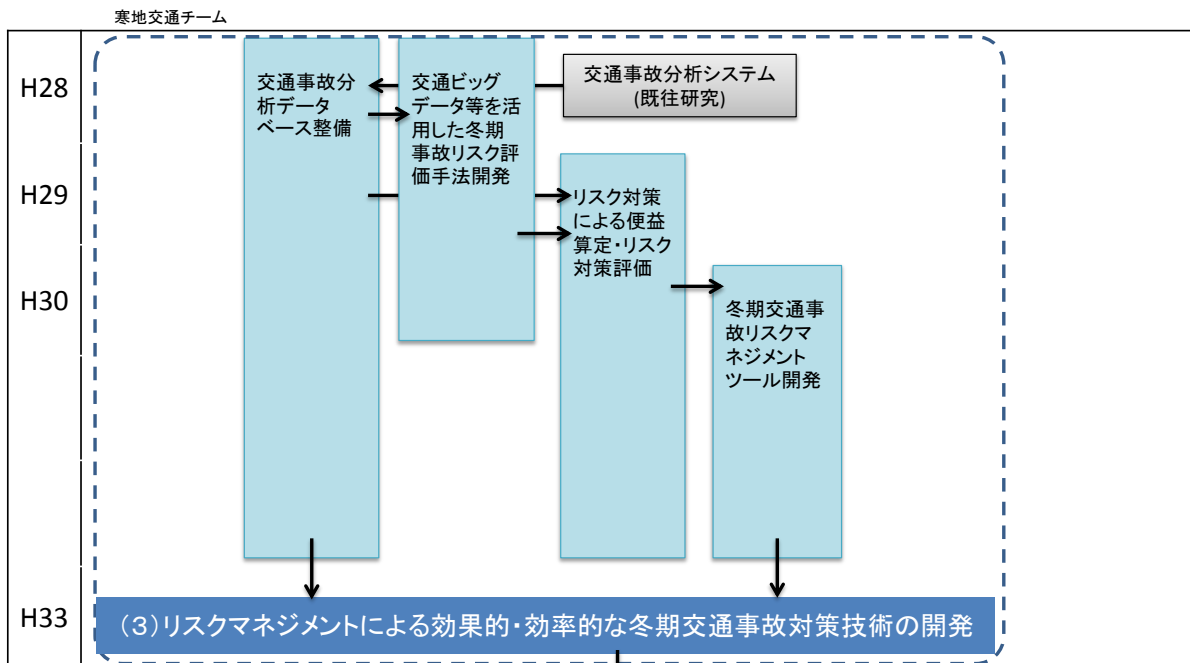 寒地交通チーム
H28
交通事故分
析データ
ベース整備
交通ビッグ
データ等を活
用した冬期
事故リスク評
価手法開発
交通事故分析システム
(既往研究)
H29
リスク対策
による便益
算定・リスク
対策評価
H30
冬期交通事
故リスクマ
ネジメント
ツール開発
H33
（３）リスクマネジメントによる効果的・効率的な冬期交通事故対策技術の開発